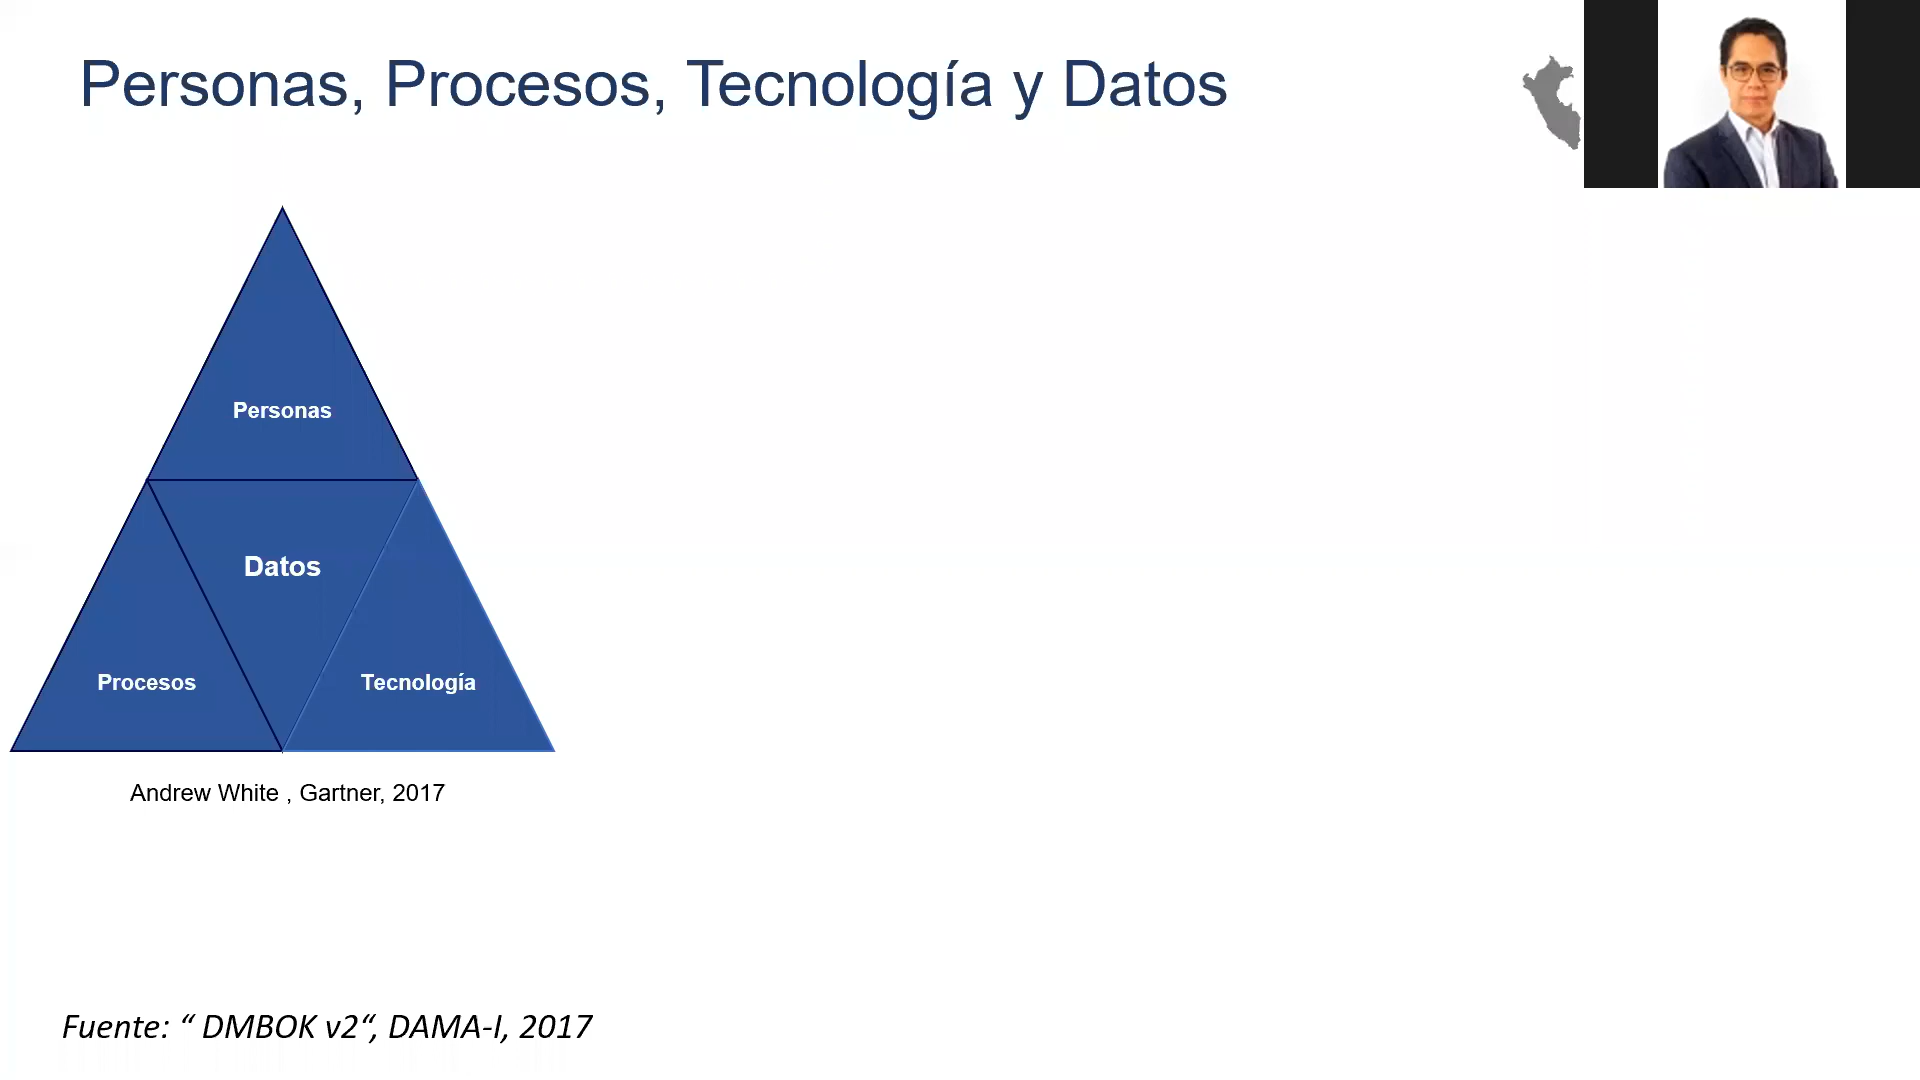 Personas, Procesos, Tecnología y Datos
Personas
Datos
Procesos
Tecnología
Andrew White , Gartner, 2017
Fuente: “ DMBOK v2“, DAMA-I, 2017